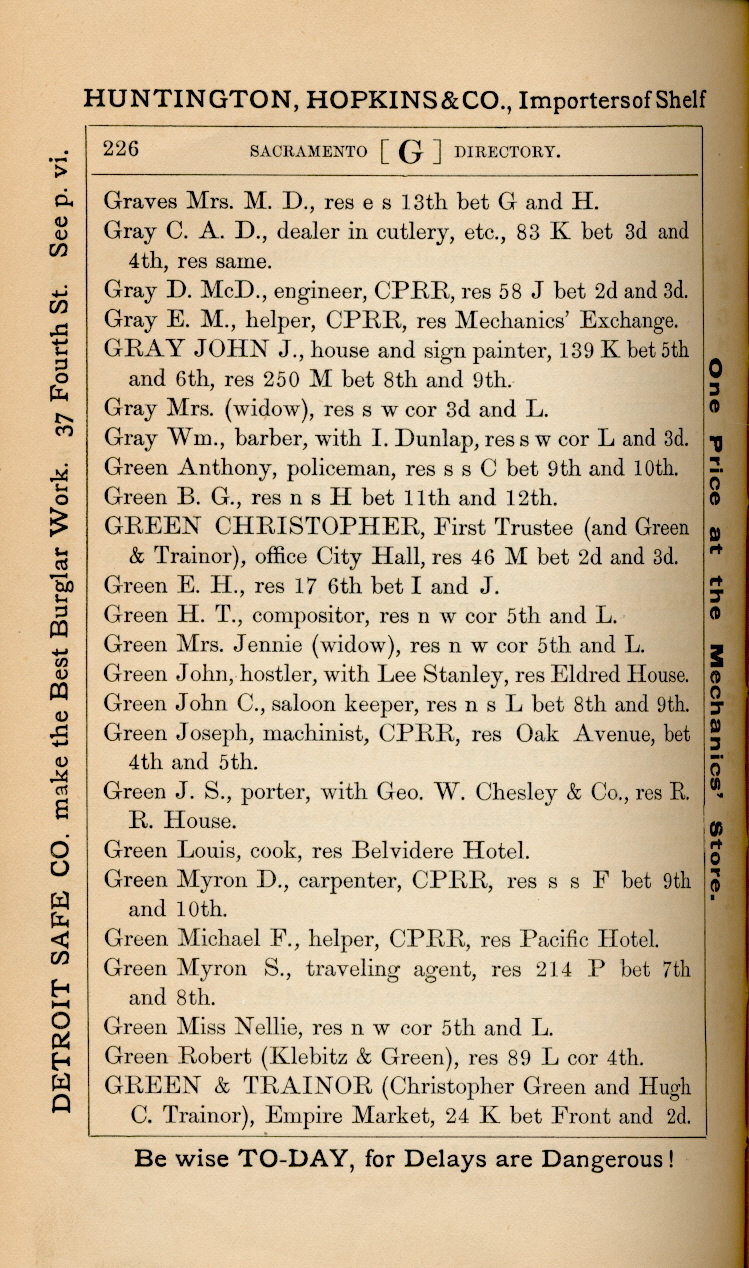 HUNTINGTON, HOPKINS&CO., Importers of Shelf
226 SACRAMENTO [ G ] DIRECTORY.
Graves Mrs. M. D., res e s 13th bet G and H.
Gray C. A. D., dealer in cutlery, etc., 83 K bet 3d and
4th, res same.
Gray D. McD., engineer, CPRR, res 58 J bet 2d and 3d.
Gray E. M., helper, CPRR, res Mechanics' Exchange.
GRAY JOHN J., house and sign painter, 139 K bet 5th
and 6th, res 250 M bet 8th and 9th.
Gray Mrs. (widow), res s w cor 3d and L.
Gray Wm., barber, with I. Dunlap, res s w cor L and 3d.
Green Anthony, policeman, res s s C bet 9th and 10th.
Green B. G., res n s H bet 11th and 12th.
GREEN CHRISTOPHER, First Trustee (and Green
& Trainor), office City Hall, res 46 M bet 2d and 3d.
Green E. H., res 17 6th bet I and J.
Green H. T., compositor, res n w cor 5th and L.
Green Mrs. Jennie (widow), res n w cor 5th and L.
Green John, hostler, with Lee Stanley, res Eldred House.
Green John C., saloon keeper, res n s L bet 8th and 9th.
Green Joseph, machinist, CPRR, res Oak Avenue, bet
4th and 5th.
Green J. S., porter, with Geo. W. Chesley & Co., res R.
R. House.
Green Louis, cook, res Belvidere Hotel.
Green Myron D., carpenter, CPRR, res s s F bet 9th
and 10th.
Green Michael F., helper, CPRR, res Pacific Hotel.
Green Myron S., traveling agent, res 214 P bet 7th
and 8th.
Green Miss Nellie, res n w cor 5th and L.
Green Robert (Klebitz & Green), res 89 L cor 4th.
GREEN & TRAINOR (Christopher Green and Hugh
C. Trainor), Empire Market, 24 K bet Front and 2d.
Be wise TO-DAY, for Delays are Dangerous!
DETROIT SAFE CO. make the Best Burglar Work. 37 Fourth St. See p. vi.
One Price at the Mechanics' Store.